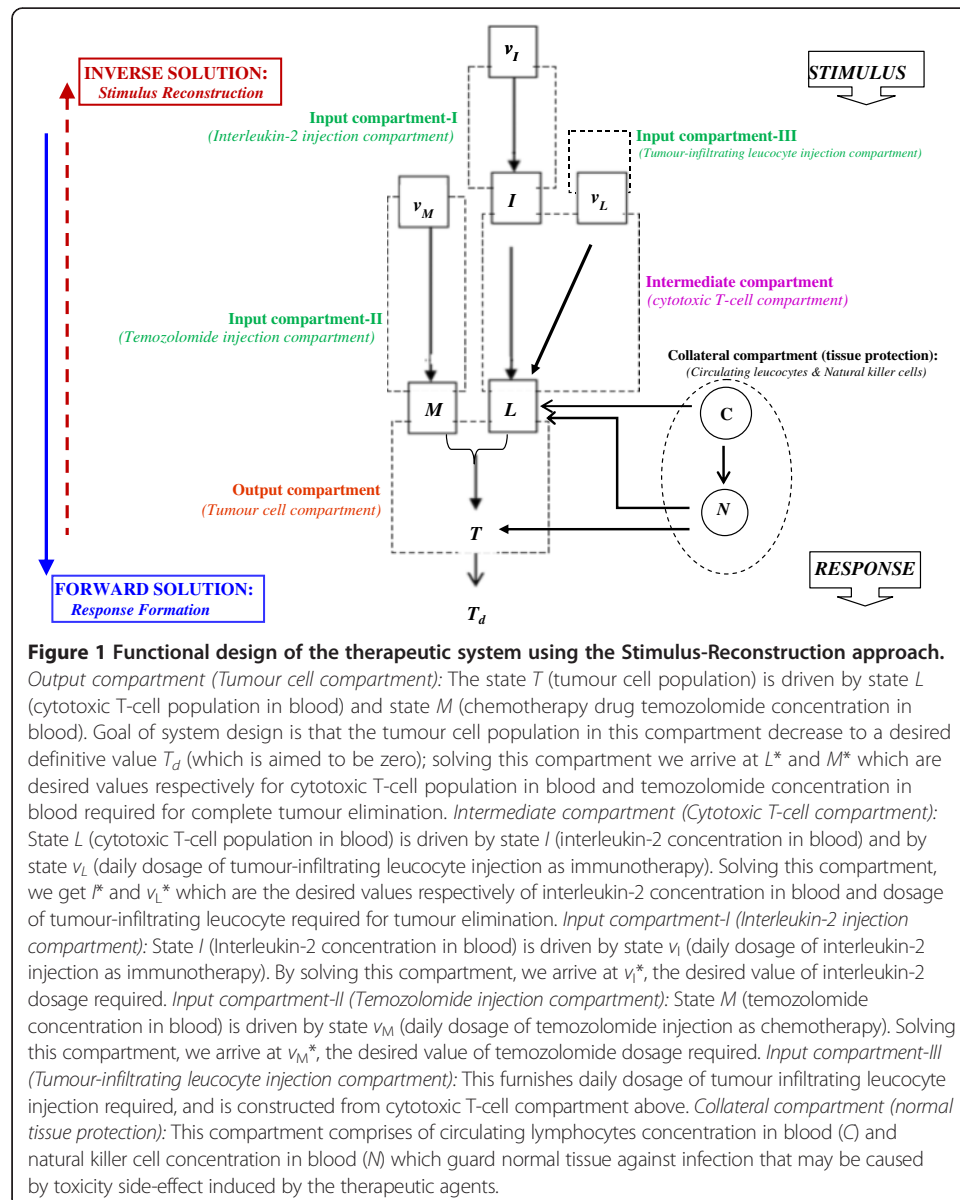 v_I
INVERSE SOLUTION:
Stimulus Reconstruction
STIMULUS
Input compartment-I
(Interleukin-2 injection compartment)
Input compartment-III
(Tumour-infiltrating leucocyte injection compartment)
v_M
I
v_L
Intermediate compartment
(cytotoxic T-cell compartment)
Input compartment-II
(Temozolomide injection compartment)
Collateral compartment (tissue protection):
(Circulating leucocytes & Natural killer cells)
M
L
C
Output compartment
(Tumour cell compartment)
N
T
FORWARD SOLUTION:
Response Formation
RESPONSE
T_d
Figure 1 Functional design of the therapeutic system using the Stimulus-Reconstruction approach.
Output compartment (Tumour cell compartment): The state T (tumour cell population) is driven by state L
(cytotoxic T-cell population in blood) and state M (chemotherapy drug temozolomide concentration in
blood). Goal of system design is that the tumour cell population in this compartment decrease to a desired
definitive value T_d (which is aimed to be zero); solving this compartment we arrive at L* and M* which are
desired values respectively for cytotoxic T-cell population in blood and temozolomide concentration in
blood required for complete tumour elimination. Intermediate compartment (Cytotoxic T-cell compartment):
State L (cytotoxic T-cell population in blood) is driven by state I (interleukin-2 concentration in blood) and by
state v_L (daily dosage of tumour-infiltrating leucocyte injection as immunotherapy). Solving this compartment,
we get I* and v_L* which are the desired values respectively of interleukin-2 concentration in blood and dosage
of tumour-infiltrating leucocyte required for tumour elimination. Input compartment-I (Interleukin-2 injection
compartment): State I (Interleukin-2 concentration in blood) is driven by state v_I (daily dosage of interleukin-2
injection as immunotherapy). By solving this compartment, we arrive at v_I*, the desired value of interleukin-2
dosage required. Input compartment-II (Temozolomide injection compartment): State M (temozolomide
concentration in blood) is driven by state v_M (daily dosage of temozolomide injection as chemotherapy). Solving
this compartment, we arrive at v_M*, the desired value of temozolomide dosage required. Input compartment-III
(Tumour-infiltrating leucocyte injection compartment): This furnishes daily dosage of tumour infiltrating leucocyte
injection required, and is constructed from cytotoxic T-cell compartment above. Collateral compartment (normal
tissue protection): This compartment comprises of circulating lymphocytes concentration in blood (C) and
natural killer cell concentration in blood (N) which guard normal tissue against infection that may be caused
by toxicity side-effect induced by the therapeutic agents.